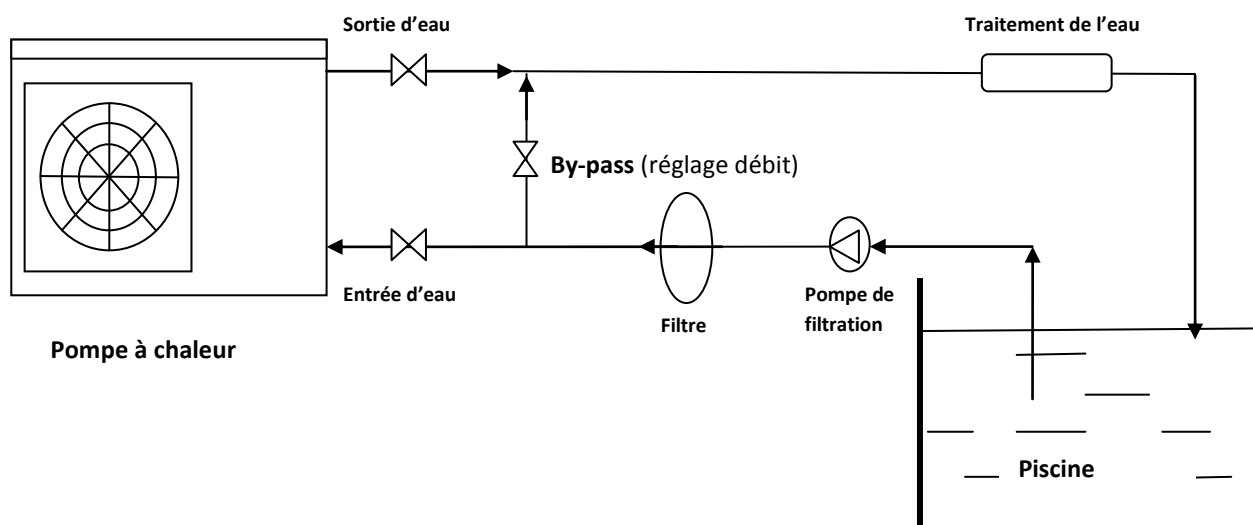 Sortie d’eau
Traitement de l’eau
By-pass (réglage débit)
Entrée d’eau
Filtre
Pompe de
filtration
Pompe à chaleur
Piscine